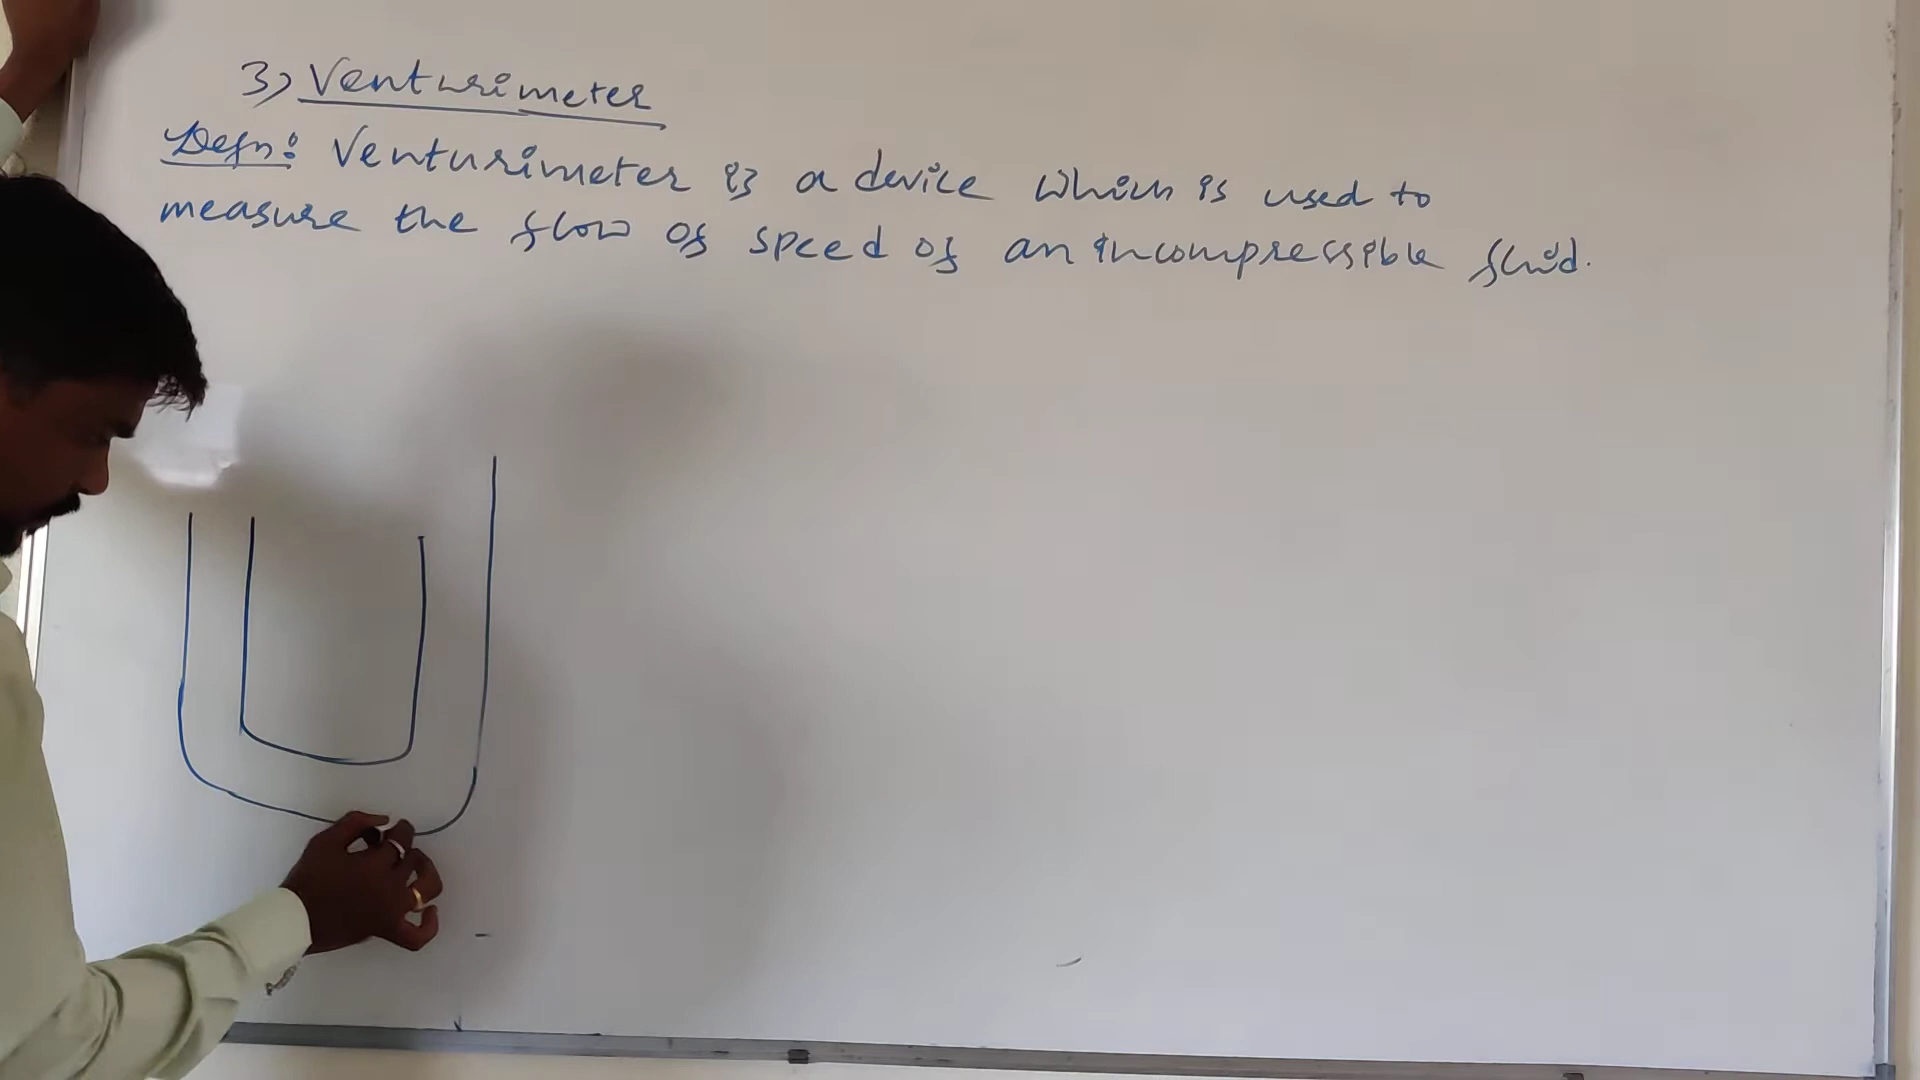 3) Venturimeter
Defn: Venturimeter is a device which is used to
measure the flow of speed of an incompressible fluid.